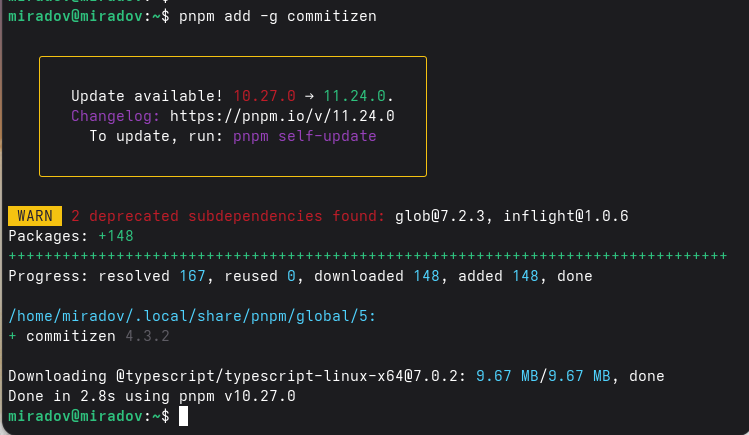 miradov@miradov:~$ pnpm add -g commitizen
Update available! 10.27.0 → 11.24.0.
Changelog: https://pnpm.io/v/11.24.0
To update, run: pnpm self-update
WARN 2 deprecated subdependencies found: glob@7.2.3, inflight@1.0.6
Packages: +148
++++++++++++++++++++++++++++++++++++++++++++++++++++++++++++++++++++++++++++++++
Progress: resolved 167, reused 0, downloaded 148, added 148, done
/home/miradov/.local/share/pnpm/global/5:
+ commitizen 4.3.2
Downloading @typescript/typescript-linux-x64@7.0.2: 9.67 MB/9.67 MB, done
Done in 2.8s using pnpm v10.27.0
miradov@miradov:~$